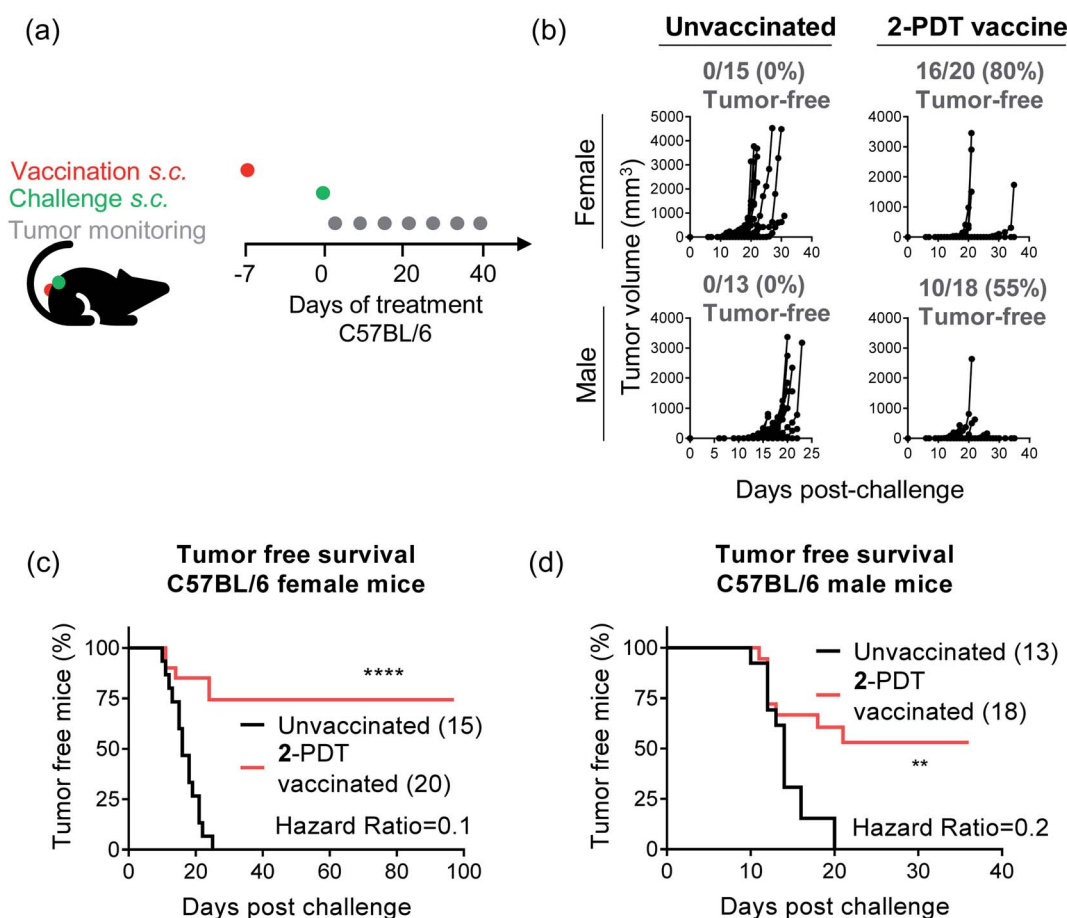 (a)
Vaccination s.c.
Challenge s.c.
Tumor monitoring
-7
0
20
40
Days of treatment
C57BL/6
(b)
Unvaccinated
2-PDT vaccine
0/15 (0%)
Tumor-free
16/20 (80%)
Tumor-free
Female
Male
Tumor volume (mm³)
5000
4000
3000
2000
1000
0
0 10 20 30 40
4000
3000
2000
1000
0
0 10 20 30 40
0/13 (0%)
Tumor-free
10/18 (55%)
Tumor-free
4000
3000
2000
1000
0
0 5 10 15 20 25
4000
3000
2000
1000
0
0 10 20 30 40
Days post-challenge
(c)
Tumor free survival
C57BL/6 female mice
Tumor free mice (%)
100
75
50
25
0
****
Unvaccinated (15)
2-PDT
vaccinated (20)
Hazard Ratio=0.1
0 20 40 60 80 100
Days post challenge
(d)
Tumor free survival
C57BL/6 male mice
Tumor free mice (%)
100
75
50
25
0
Unvaccinated (13)
2-PDT
vaccinated (18)
**
Hazard Ratio=0.2
0 10 20 30 40
Days post challenge